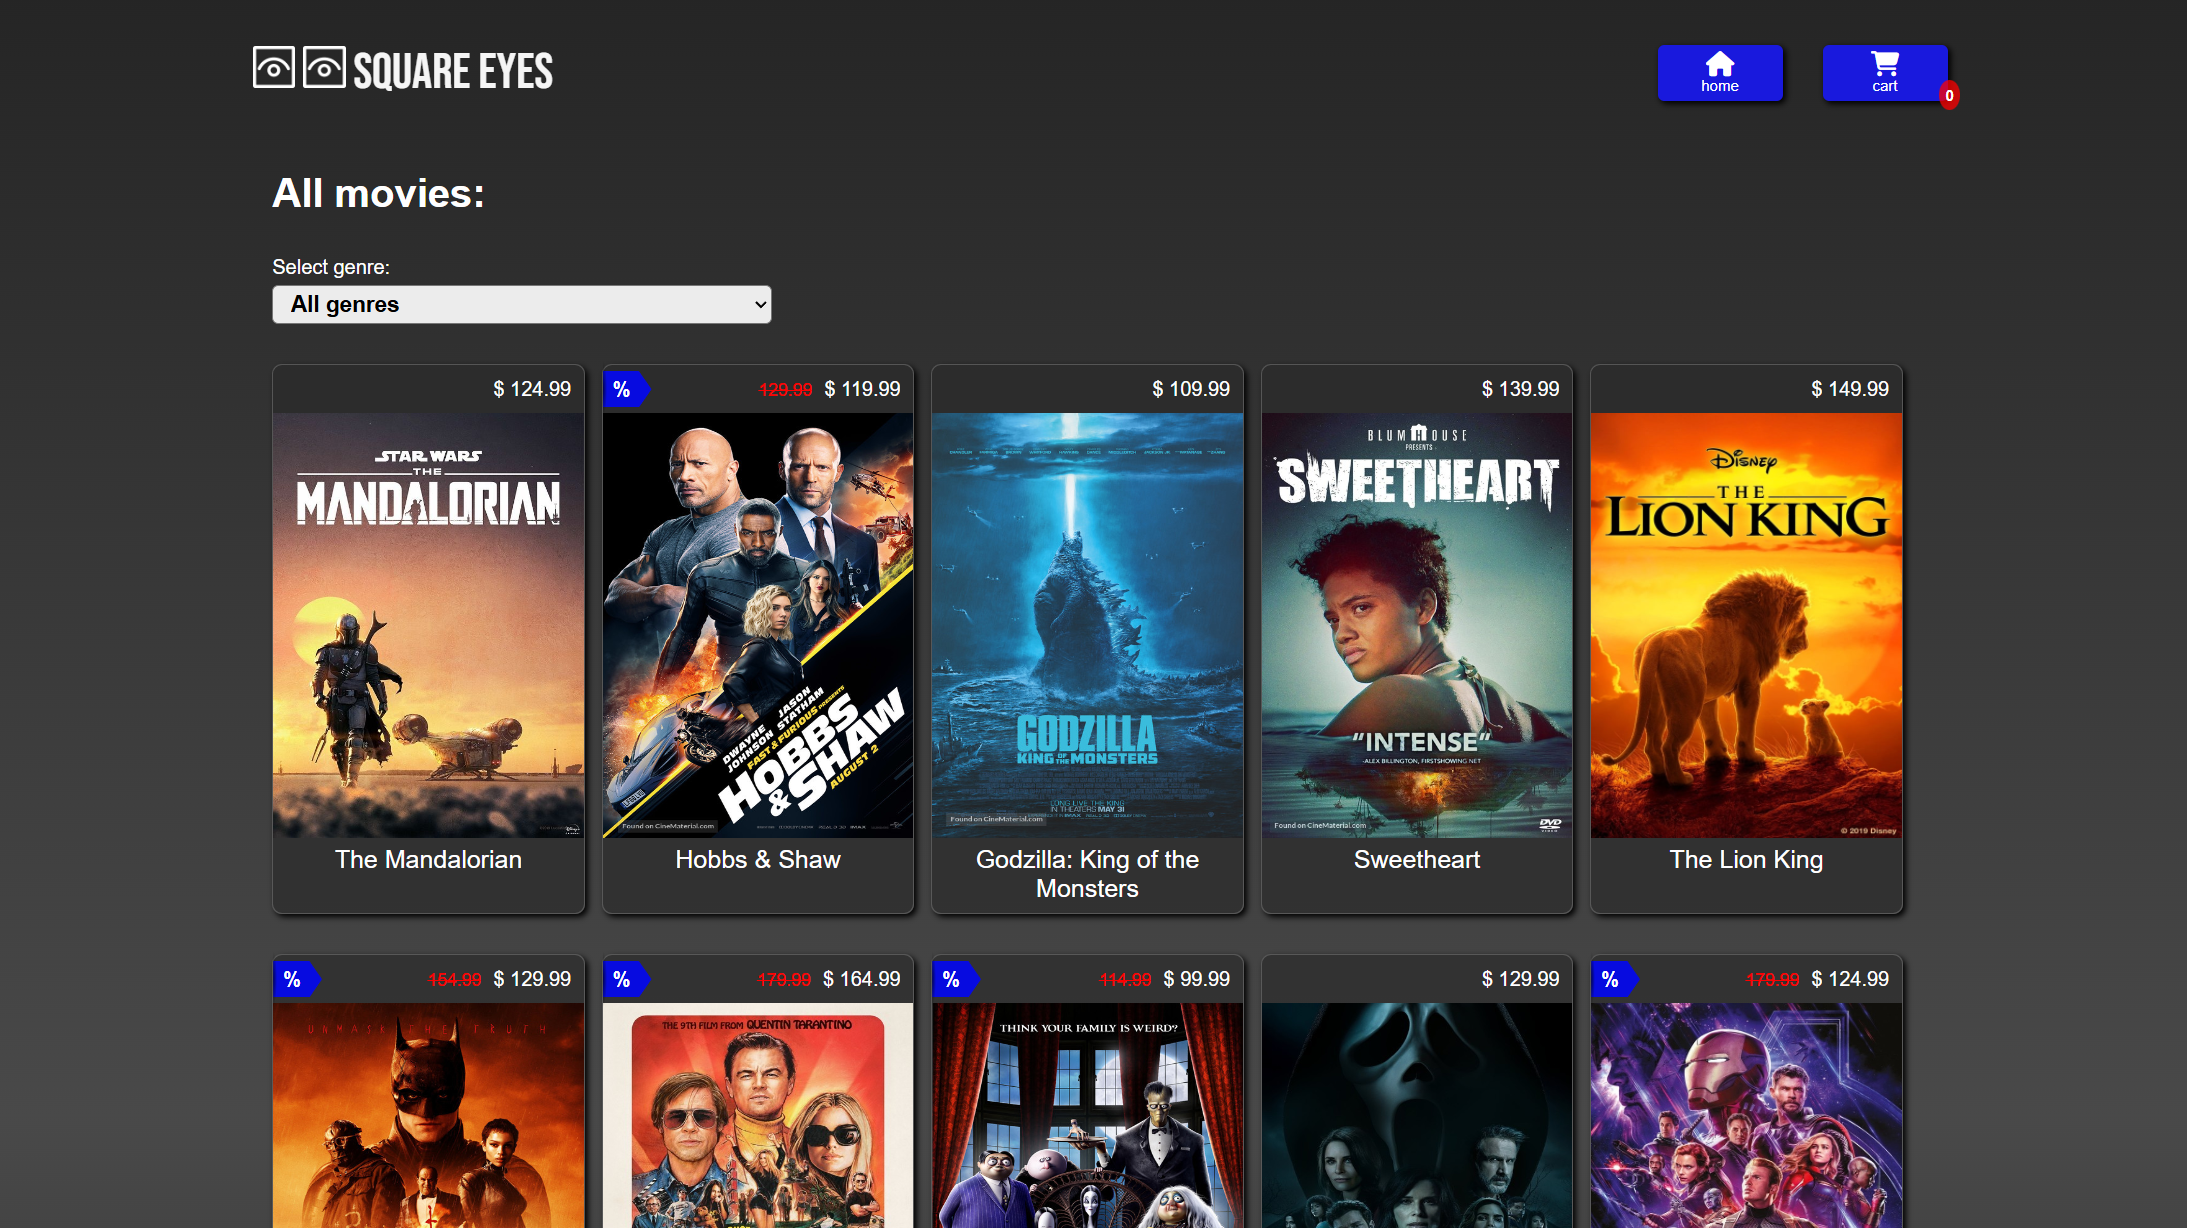 SQUARE EYES
home
cart
0
All movies:
Select genre:
All genres
$ 124.99
STAR WARS
THE
MANDALORIAN
The Mandalorian
%
129.99 $ 119.99
DWAYNE JOHNSON
JASON STATHAM
FAST & FURIOUS PRESENTS
HOBBS
& SHAW
AUGUST 2
Found on CineMaterial.com
Hobbs & Shaw
$ 109.99
GODZILLA
KING OF THE MONSTERS
LONG LIVE THE KING
IN THEATERS MAY 31
Found on CineMaterial.com
Godzilla: King of the
Monsters
$ 139.99
BLUMHOUSE
PRESENTS
SWEETHEART
“INTENSE”
-ALEX BILLINGTON, FIRSTSHOWING.NET
Found on CineMaterial.com
DVD
VIDEO
Sweetheart
$ 149.99
Disney
THE
LION KING
© 2019 Disney
The Lion King
%
154.99 $ 129.99
UNMASK THE TRUTH
%
179.99 $ 164.99
THE 9TH FILM FROM QUENTIN TARANTINO
%
114.99 $ 99.99
THINK YOUR FAMILY IS WEIRD?
$ 129.99
%
179.99 $ 124.99